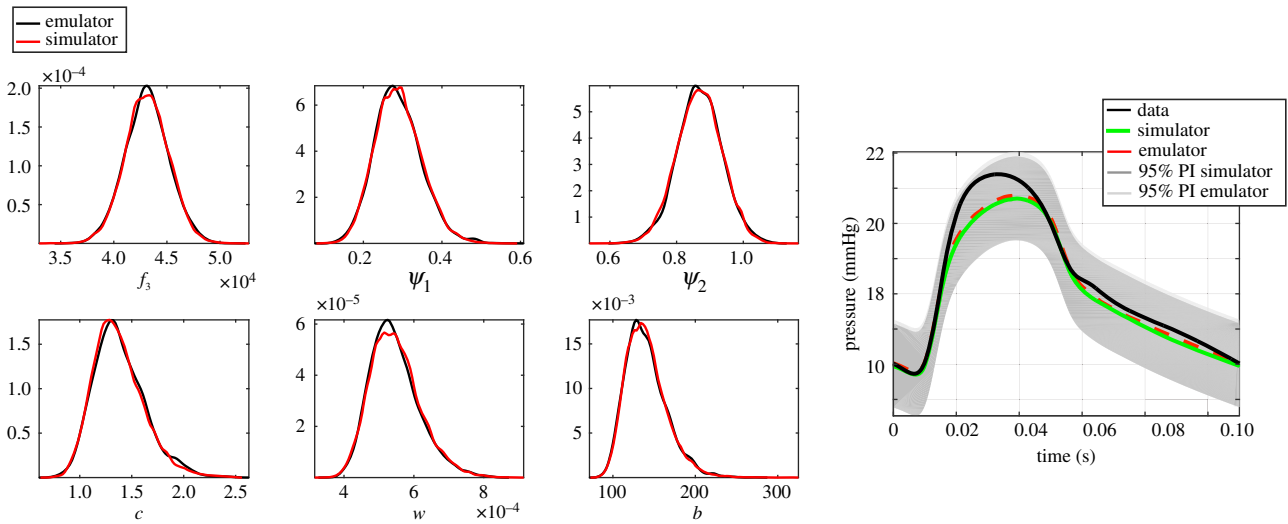 emulator
simulator
×10⁻⁴
2.0
1.5
1.0
0.5
3.5 4.0 4.5 5.0
f₃ ×10⁴
6
4
2
0.2 0.4 0.6
ψ₁
5
4
3
2
1
0.6 0.8 1.0
ψ₂
1.5
1.0
0.5
1.0 1.5 2.0 2.5
c
×10⁻⁵
6
4
2
4 6 8
w ×10⁻⁴
×10⁻³
15
10
5
100 200 300
b
data
simulator
emulator
95% PI simulator
95% PI emulator
22
20
18
16
10
pressure (mmHg)
0 0.02 0.04 0.06 0.08 0.10
time (s)